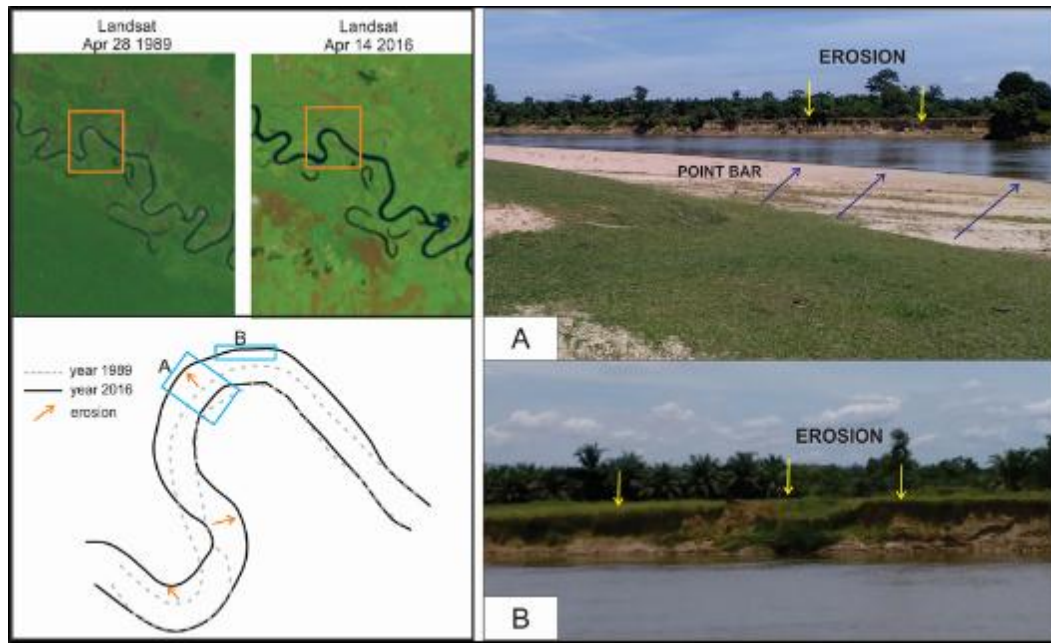 Landsat
Apr 28 1989
Landsat
Apr 14 2016
B
A
year 1989
year 2016
erosion
EROSION
POINT BAR
A
EROSION
B